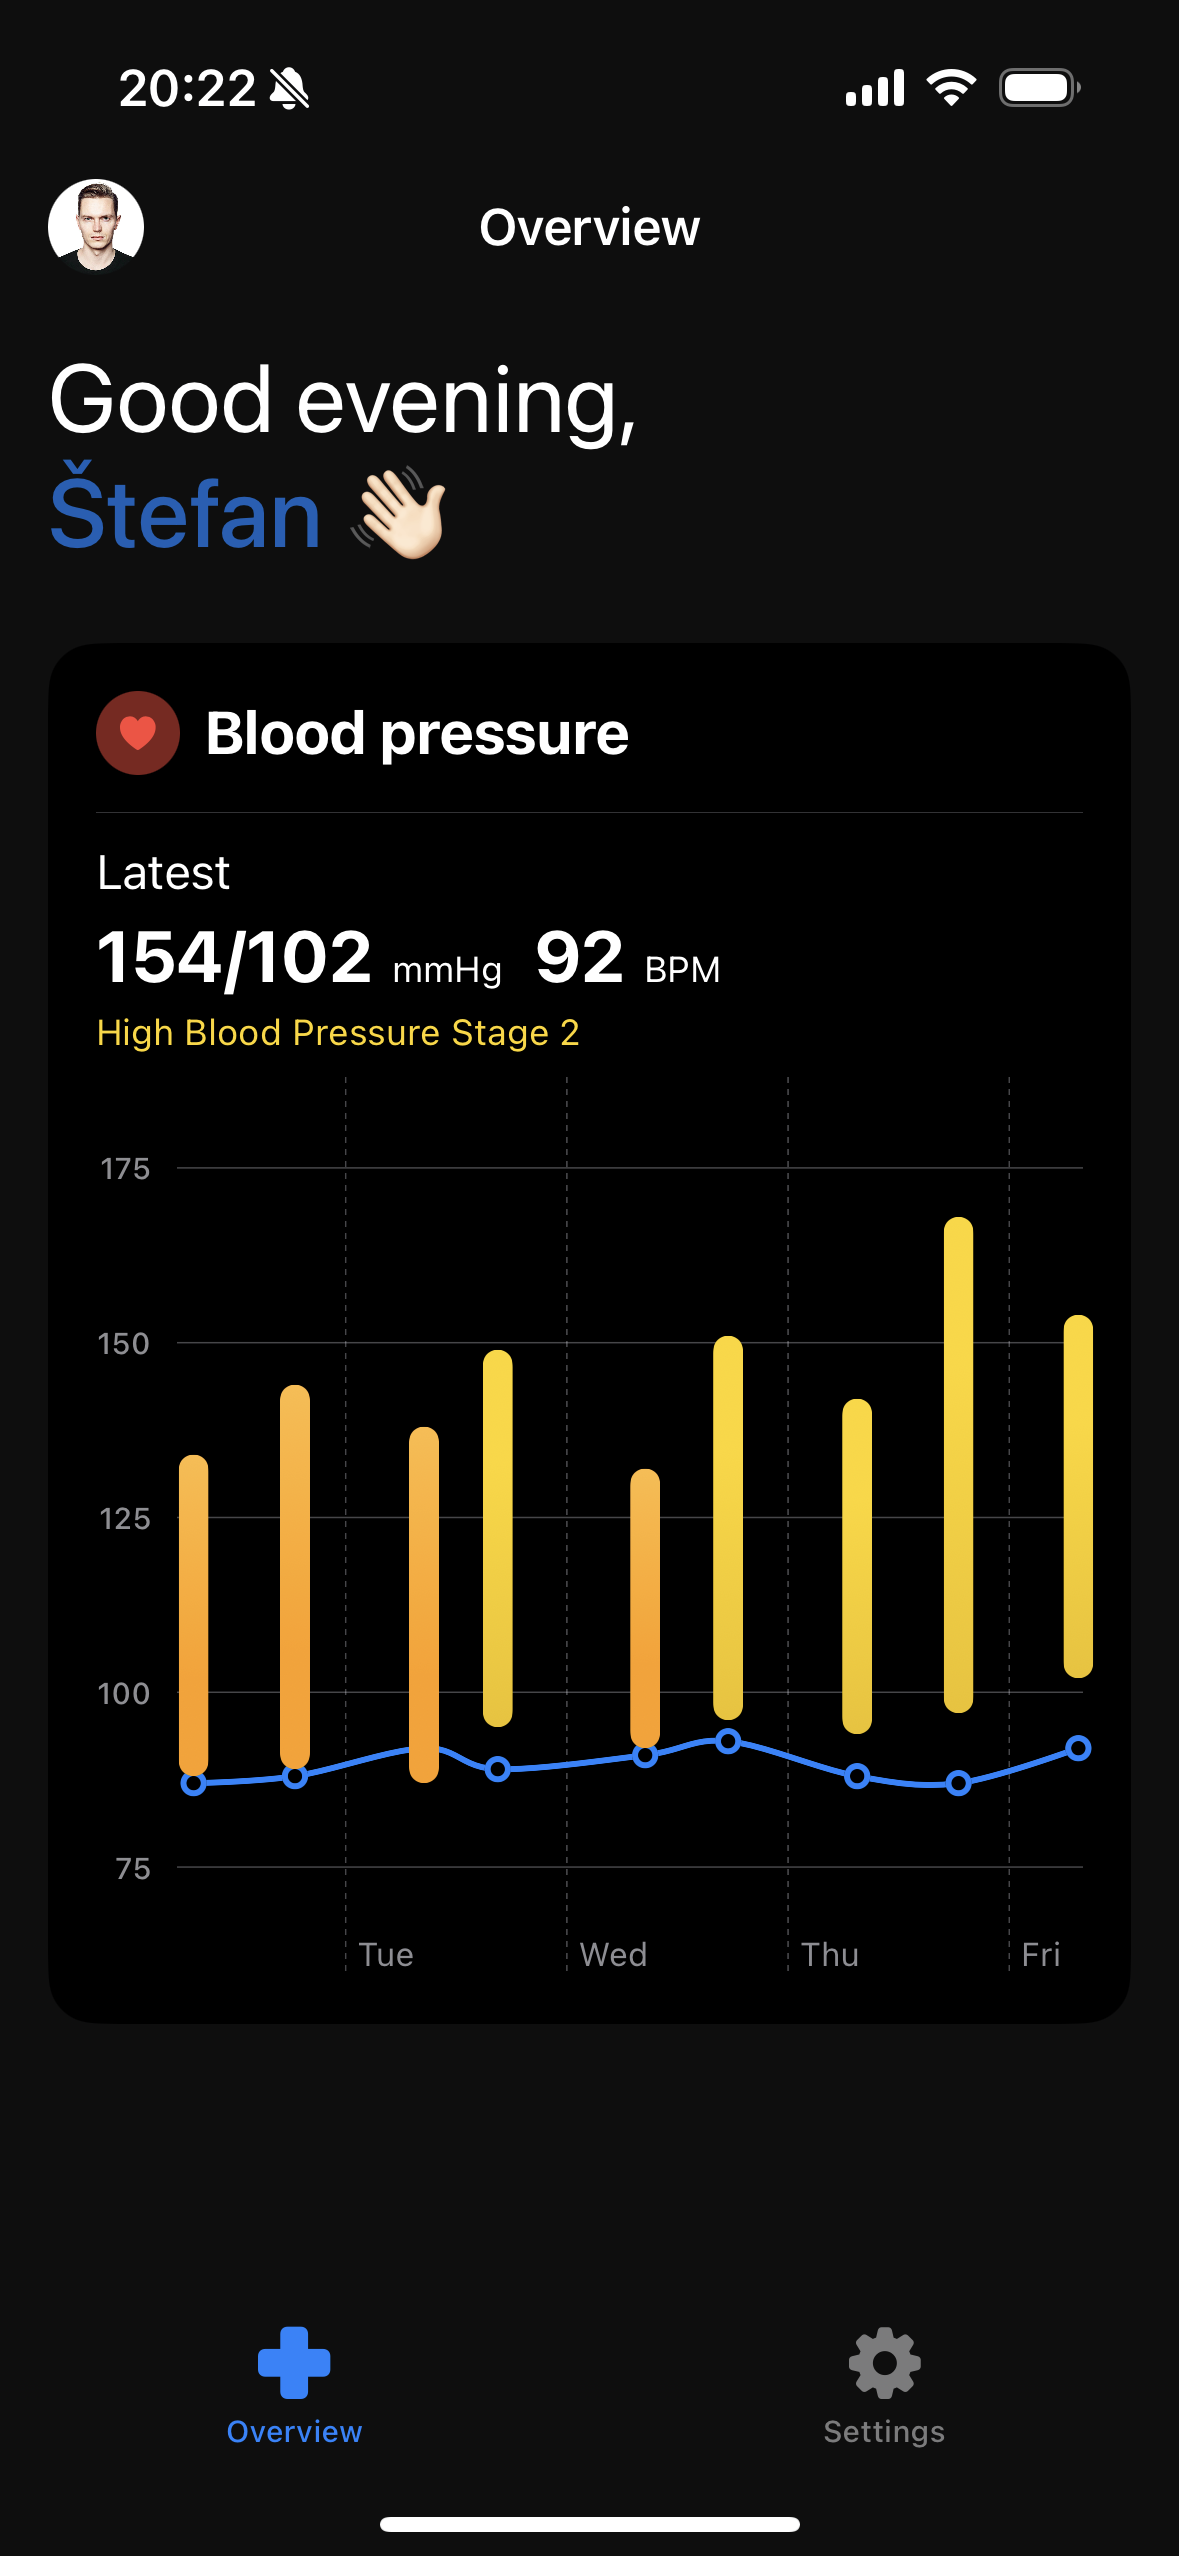 20:22
Overview
Good evening,
Štefan 👋🏻
Blood pressure
Latest
154/102 mmHg 92 BPM
High Blood Pressure Stage 2
175
150
125
100
75
Tue Wed Thu Fri
Overview Settings